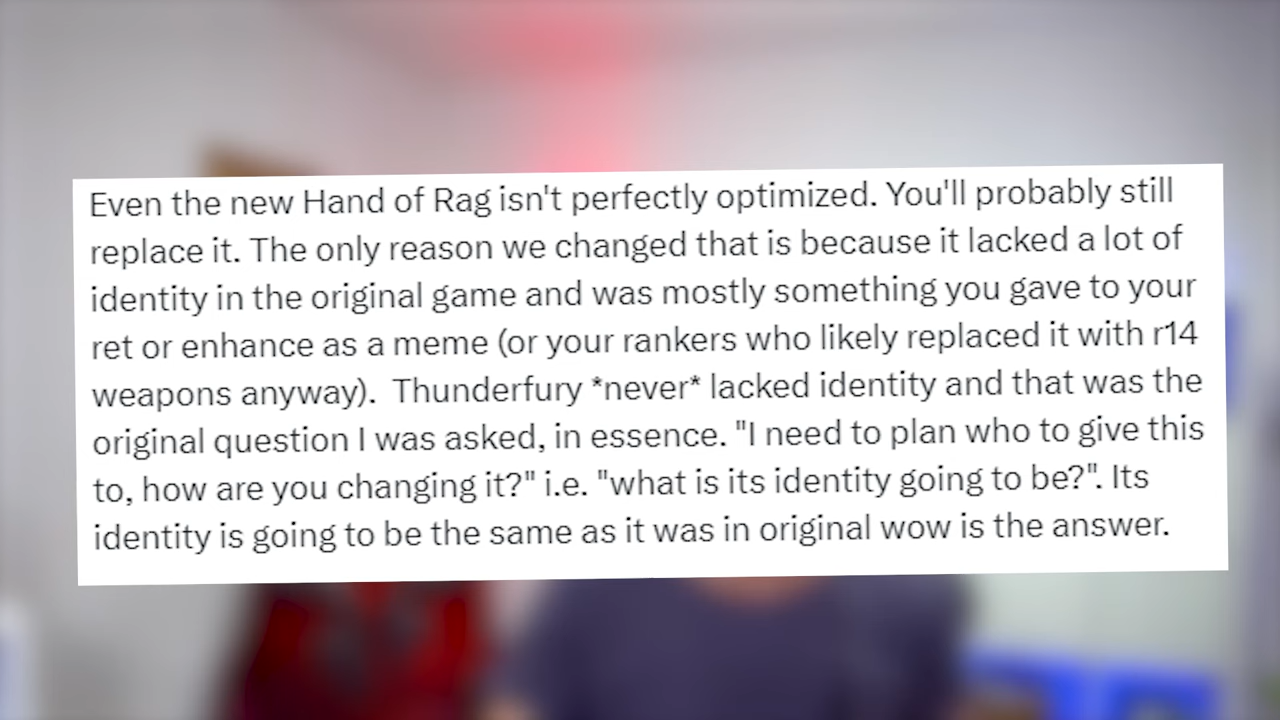 Even the new Hand of Rag isn't perfectly optimized. You'll probably still
replace it. The only reason we changed that is because it lacked a lot of
identity in the original game and was mostly something you gave to your
ret or enhance as a meme (or your rankers who likely replaced it with r14
weapons anyway).  Thunderfury *never* lacked identity and that was the
original question I was asked, in essence. "I need to plan who to give this
to, how are you changing it?" i.e. "what is its identity going to be?". Its
identity is going to be the same as it was in original wow is the answer.